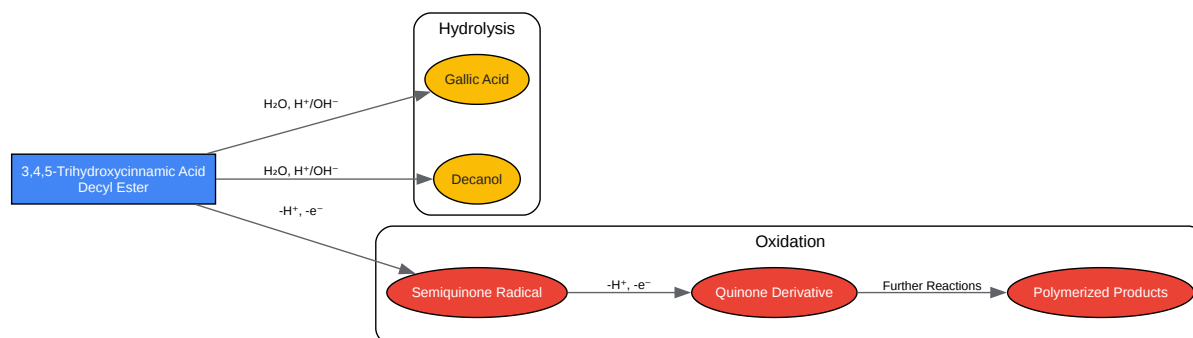 Hydrolysis
Gallic Acid
H₂O, H⁺/OH⁻
3,4,5-Trihydroxycinnamic Acid
Decyl Ester
H₂O, H⁺/OH⁻
Decanol
-H⁺, -e⁻
Oxidation
Semiquinone Radical
-H⁺, -e⁻
Quinone Derivative
Further Reactions
Polymerized Products